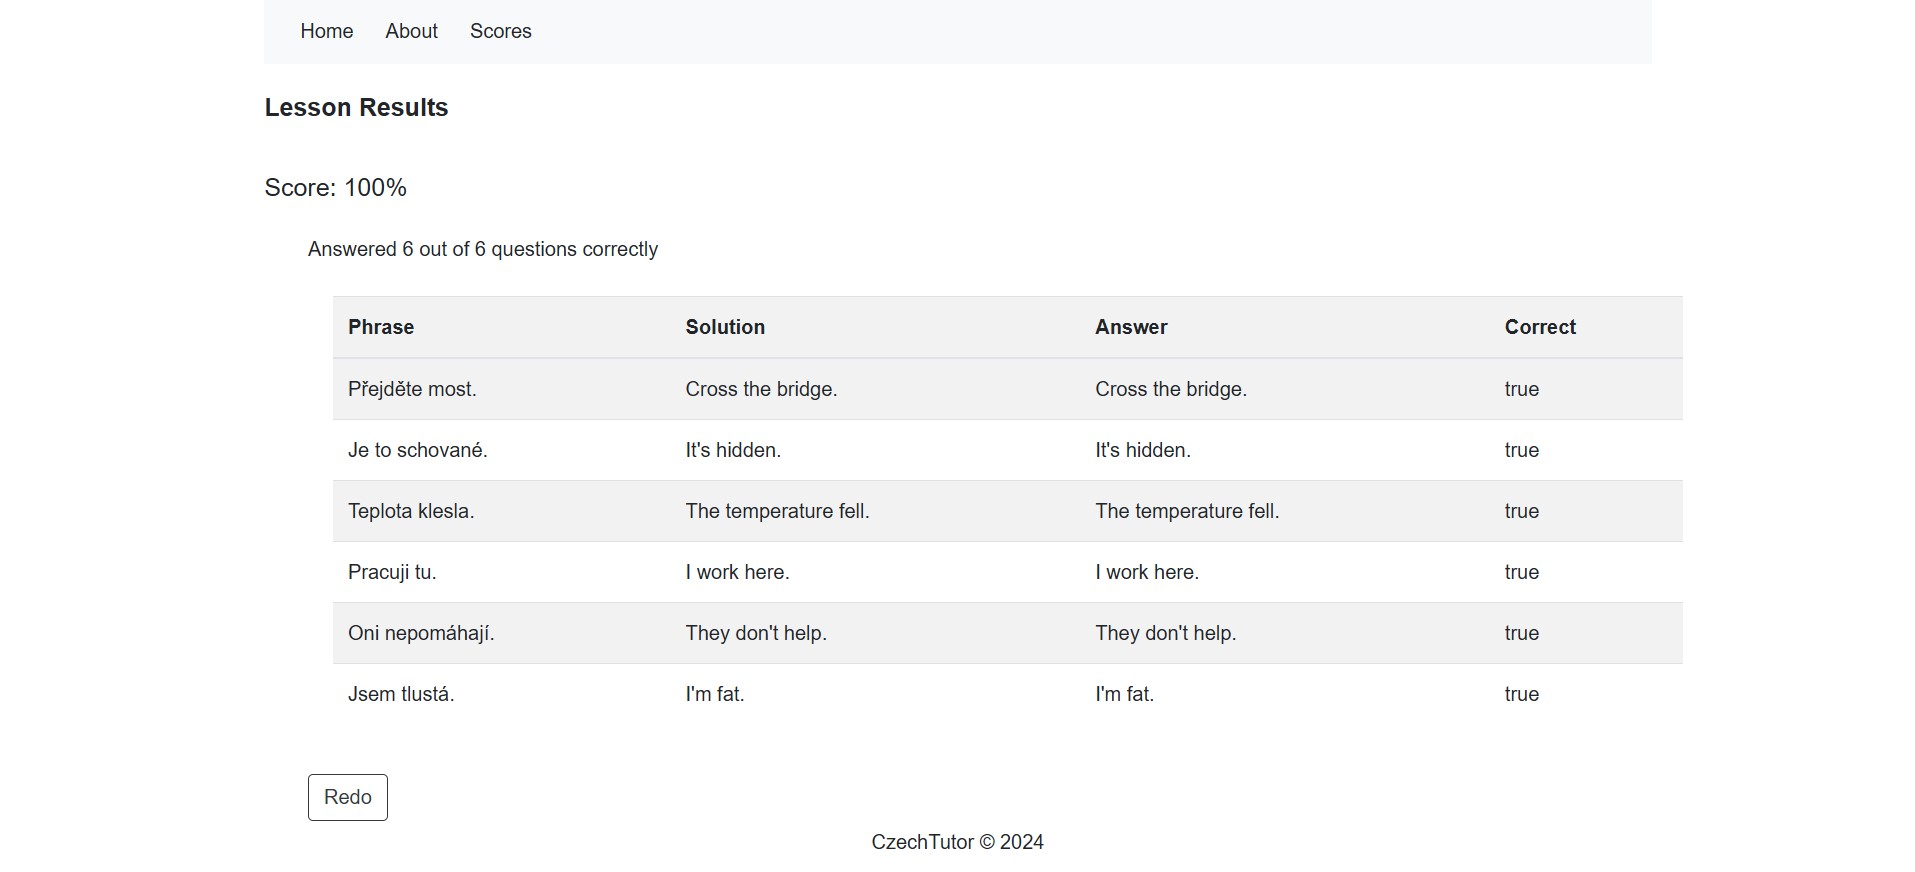 Home About Scores
Lesson Results
Score: 100%
Answered 6 out of 6 questions correctly
Phrase Solution Answer Correct
Přejděte most. Cross the bridge. Cross the bridge. true
Je to schované. It's hidden. It's hidden. true
Teplota klesla. The temperature fell. The temperature fell. true
Pracuji tu. I work here. I work here. true
Oni nepomáhají. They don't help. They don't help. true
Jsem tlustá. I'm fat. I'm fat. true
Redo
CzechTutor © 2024